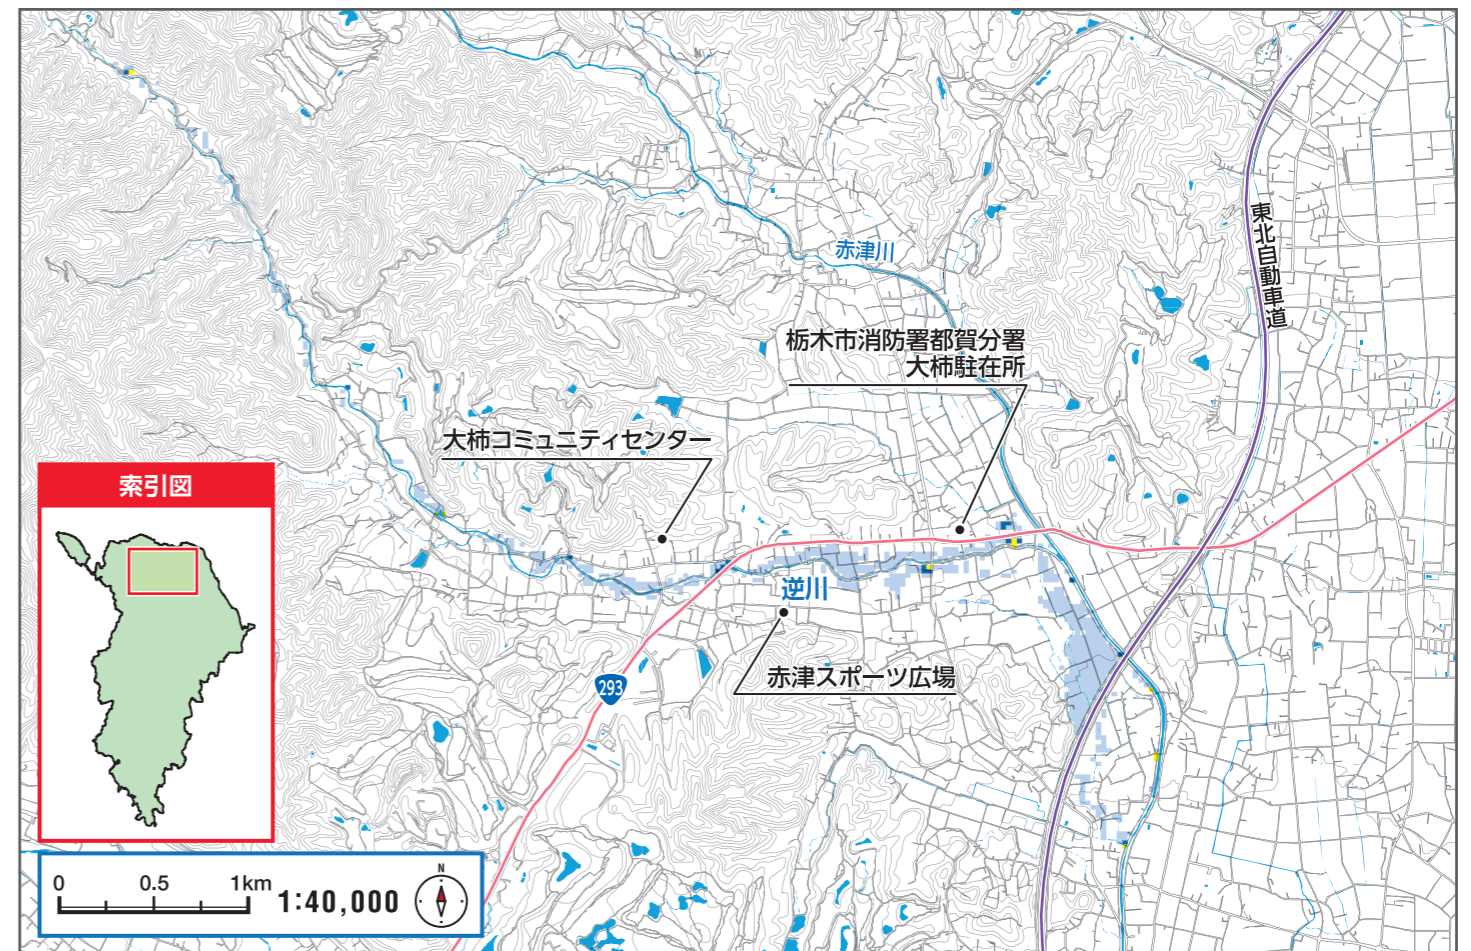 赤津川
東北自動車道
栃木市消防署都賀分署
大柿駐在所
大柿コミュニティセンター
索引図
逆川
赤津スポーツ広場
293
0 0.5 1km
1:40,000
N